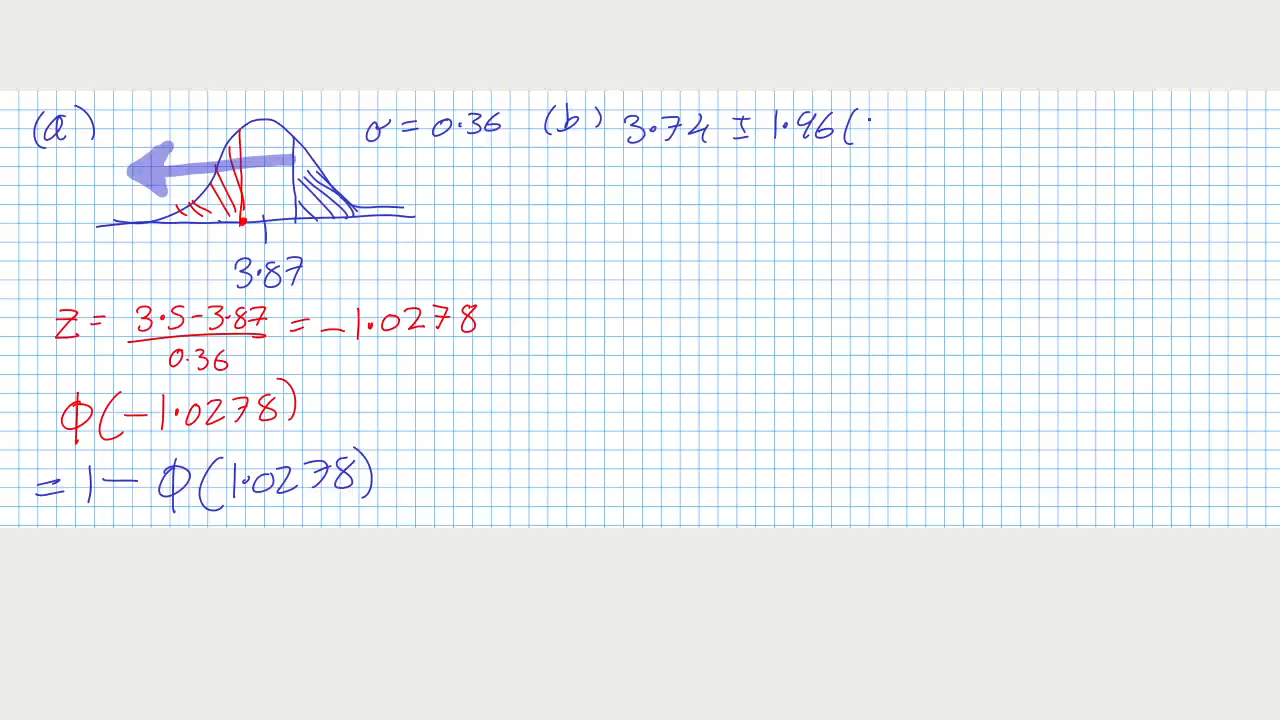 (a)
σ = 0.36
3.87
z = 3.5 - 3.87 / 0.36 = -1.0278
Φ(-1.0278)
= 1 - Φ(1.0278)
(b) 3.74 ± 1.96(